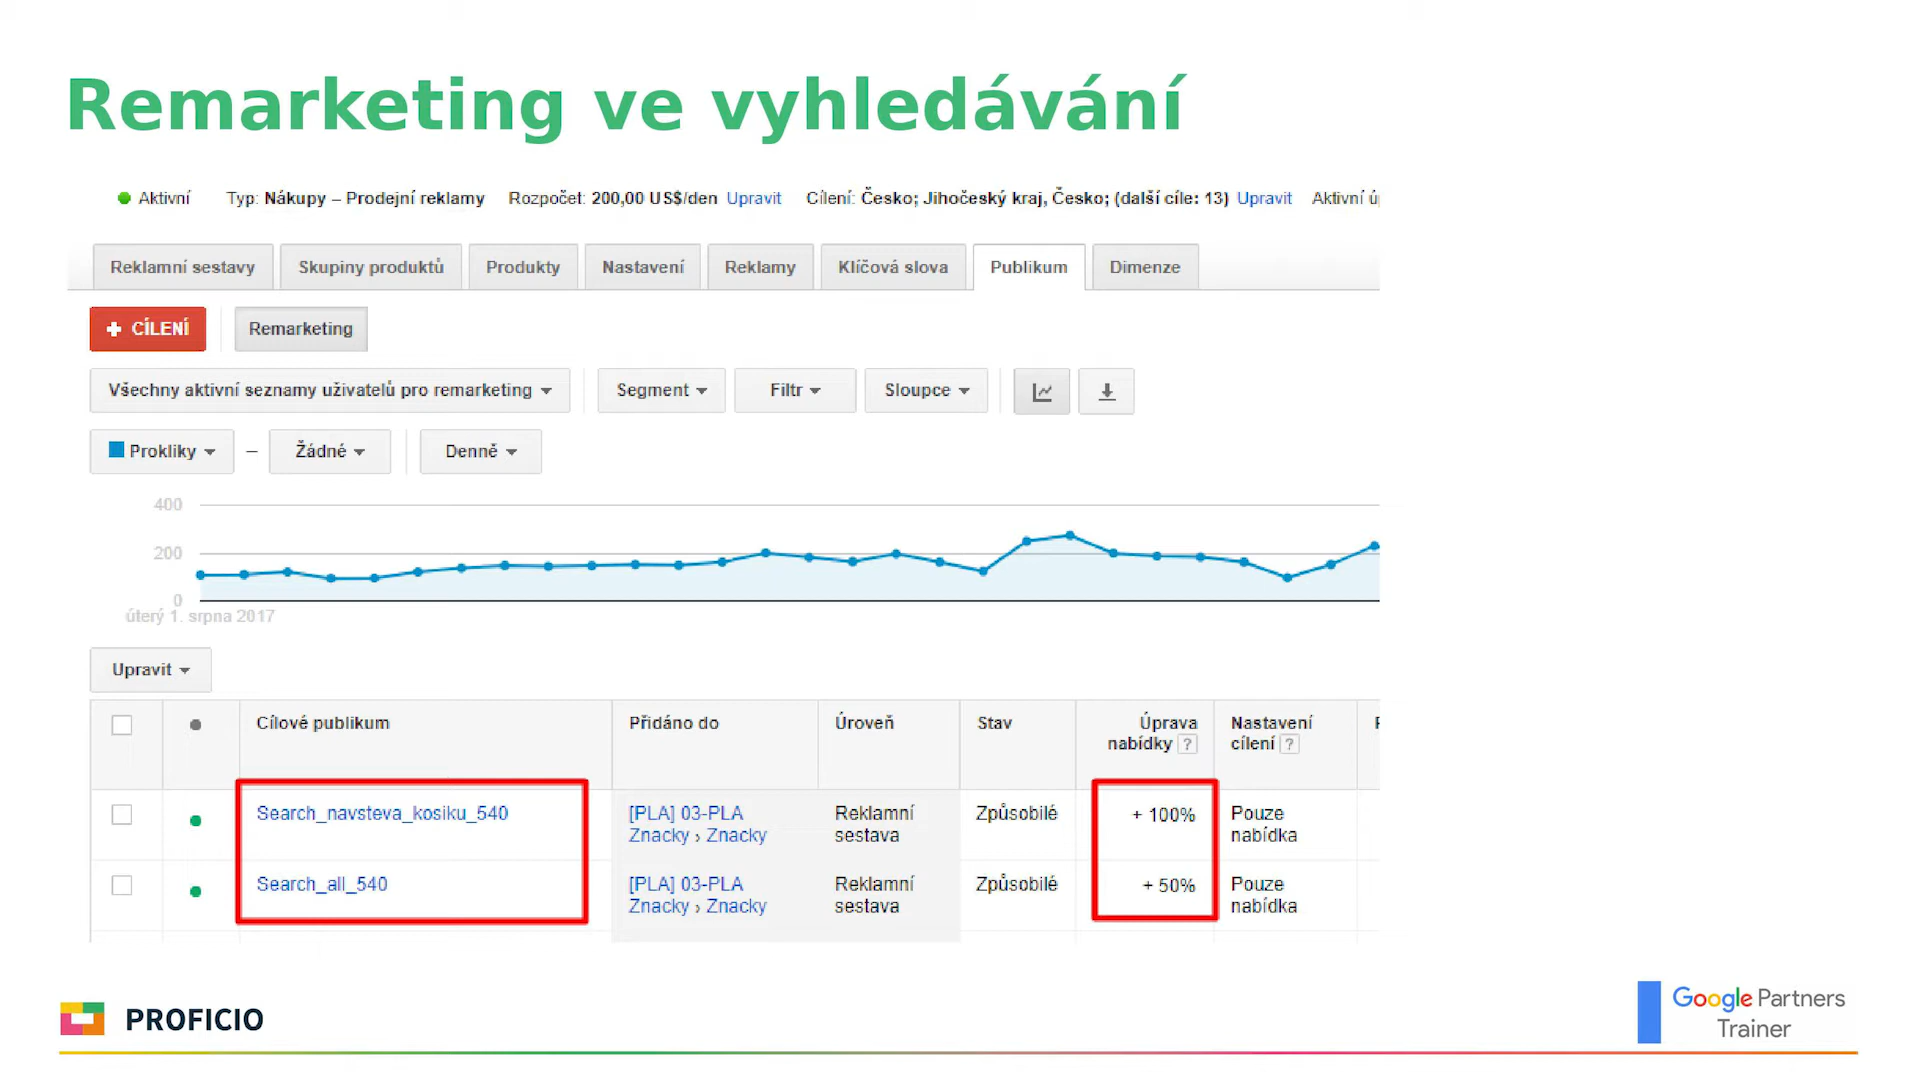 Remarketing ve vyhledávání
Aktivní Typ: Nákupy – Prodejní reklamy Rozpočet: 200,00 US$/den Upravit Cílení: Česko; Jihočeský kraj, Česko; (další cíle: 13) Upravit Aktivní
Reklamní sestavy Skupiny produktů Produkty Nastavení Reklamy Klíčová slova Publikum Dimenze
+ CÍLENÍ Remarketing
Všechny aktivní seznamy uživatelů pro remarketing Segment Filtr Sloupce
Prokliky – Žádné Denně
400
200
0
úterý 1. srpna 2017
Upravit
Cílové publikum Přidáno do Úroveň Stav Úprava nabídky ? Nastavení cílení ?
Search_navsteva_kosiku_540 [PLA] 03-PLA Znacky › Znacky Reklamní sestava Způsobilé + 100% Pouze nabídka
Search_all_540 [PLA] 03-PLA Znacky › Znacky Reklamní sestava Způsobilé + 50% Pouze nabídka
PROFICIO
Google Partners
Trainer